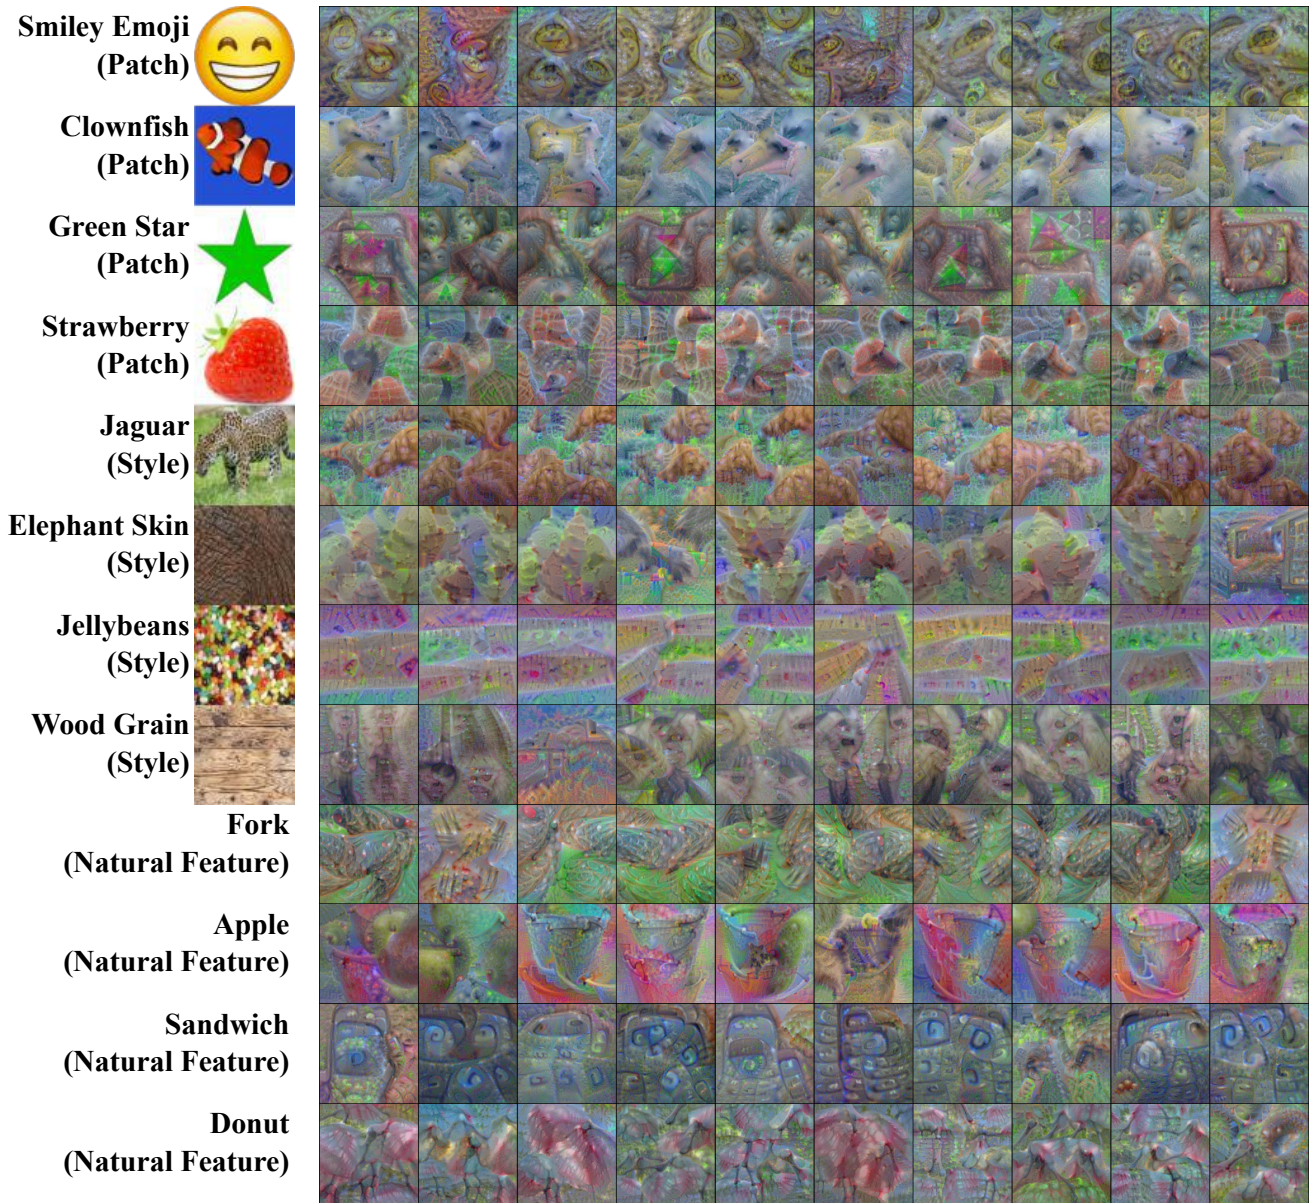 Smiley Emoji
(Patch)
Clownfish
(Patch)
Green Star
(Patch)
Strawberry
(Patch)
Jaguar
(Style)
Elephant Skin
(Style)
Jellybeans
(Style)
Wood Grain
(Style)
Fork
(Natural Feature)
Apple
(Natural Feature)
Sandwich
(Natural Feature)
Donut
(Natural Feature)